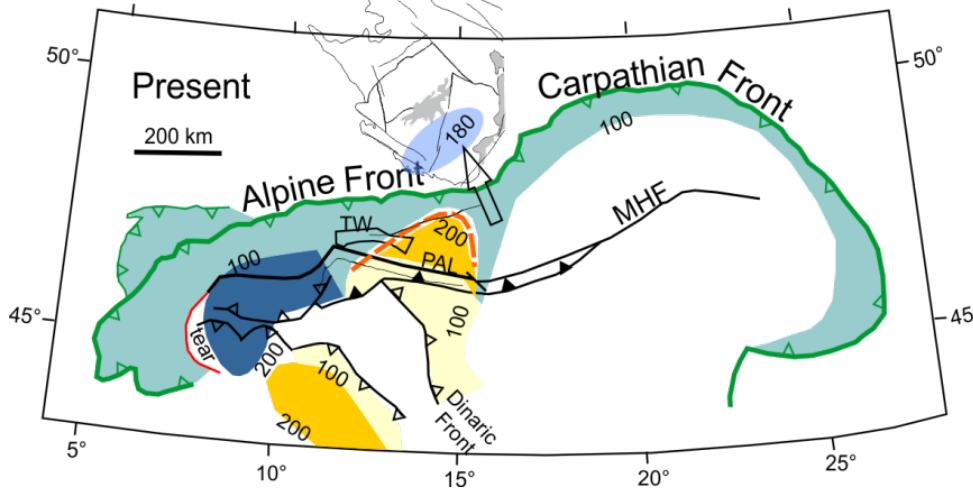 50°
50°
Present
200 km
Carpathian Front
180
100
Alpine Front
MHF
TW
200
100
PAL
45°
45
tear
200
100
100
Dinaric
Front
200
5°
10°
15°
20°
25°